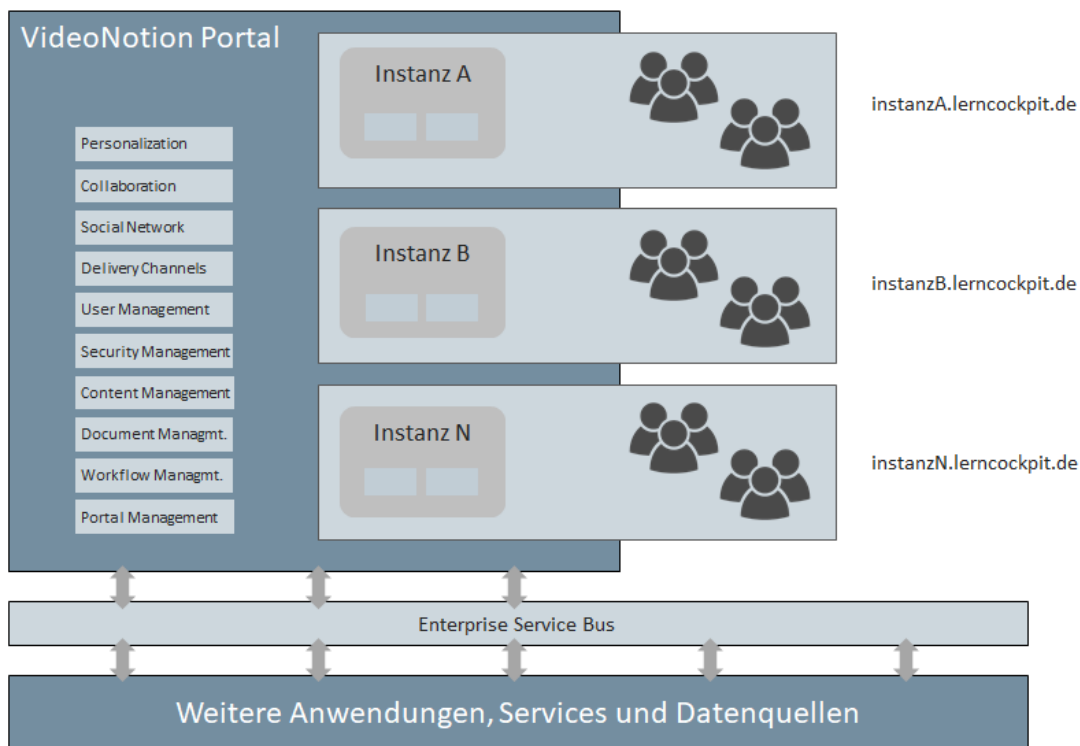 VideoNotion Portal
Personalization
Collaboration
Social Network
Delivery Channels
User Management
Security Management
Content Management
Document Managmt.
Workflow Managmt.
Portal Management
Instanz A
instanzA.lerncockpit.de
Instanz B
instanzB.lerncockpit.de
Instanz N
instanzN.lerncockpit.de
Enterprise Service Bus
Weitere Anwendungen, Services und Datenquellen